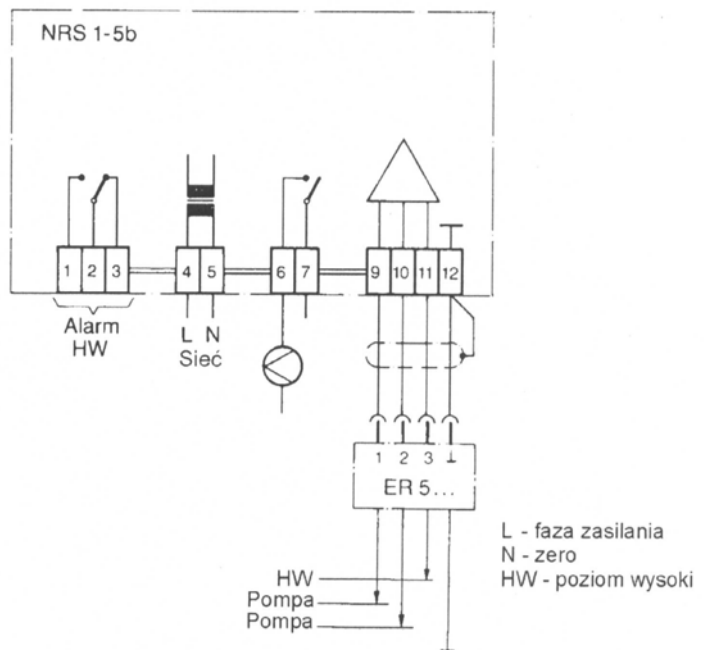 NRS 1-5b
1 2 3 4 5 6 7 9 10 11 12
Alarm
HW
L N
Sieć
1 2 3 ⊥
ER 5...
L - faza zasilania
N - zero
HW - poziom wysoki
HW
Pompa
Pompa